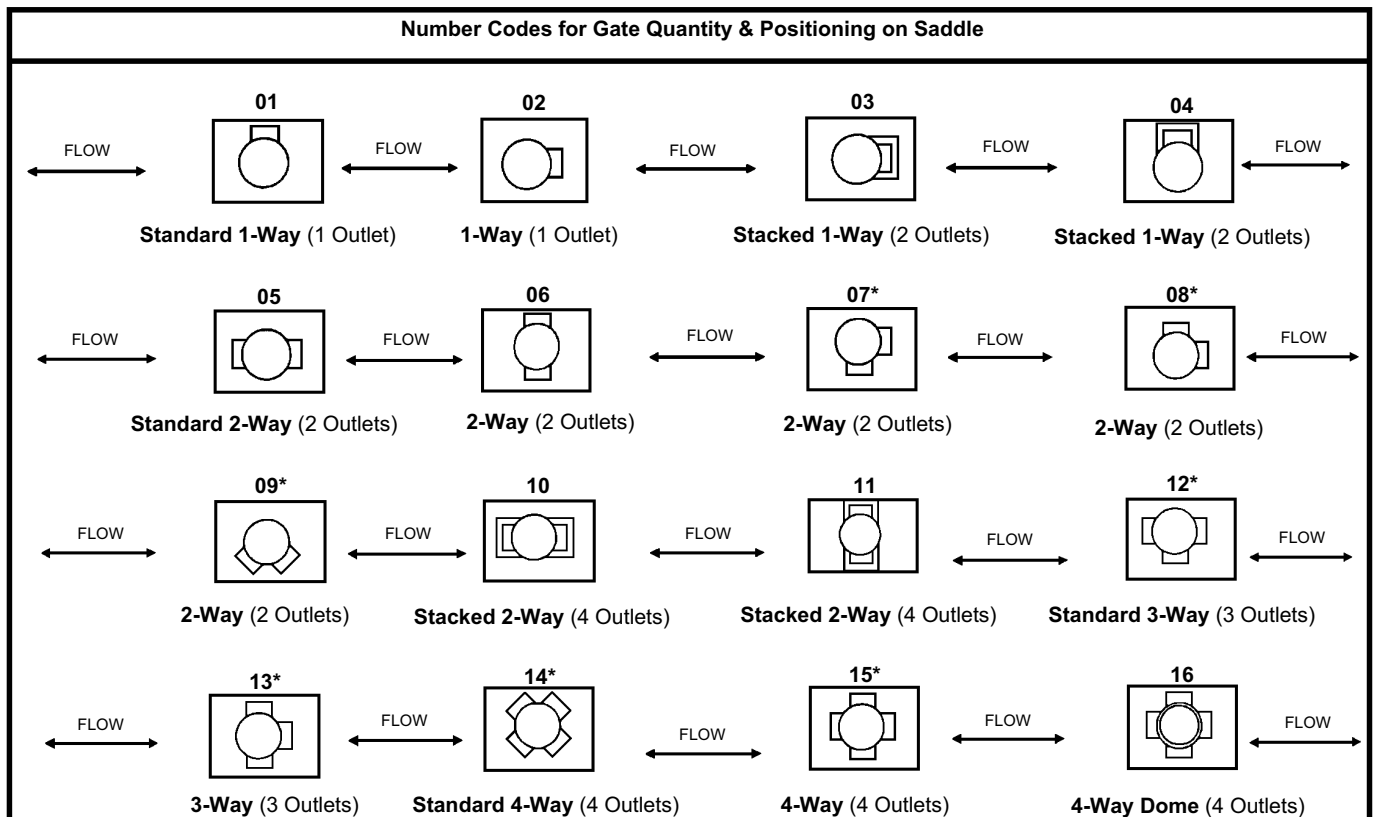 Number Codes for Gate Quantity & Positioning on Saddle
01 02 03 04
FLOW FLOW FLOW FLOW FLOW
Standard 1-Way (1 Outlet) 1-Way (1 Outlet) Stacked 1-Way (2 Outlets) Stacked 1-Way (2 Outlets)
05 06 07* 08*
FLOW FLOW FLOW FLOW FLOW
Standard 2-Way (2 Outlets) 2-Way (2 Outlets) 2-Way (2 Outlets) 2-Way (2 Outlets)
09* 10 11 12*
FLOW FLOW FLOW FLOW FLOW
2-Way (2 Outlets) Stacked 2-Way (4 Outlets) Stacked 2-Way (4 Outlets) Standard 3-Way (3 Outlets)
13* 14* 15* 16
FLOW FLOW FLOW FLOW FLOW
3-Way (3 Outlets) Standard 4-Way (4 Outlets) 4-Way (4 Outlets) 4-Way Dome (4 Outlets)